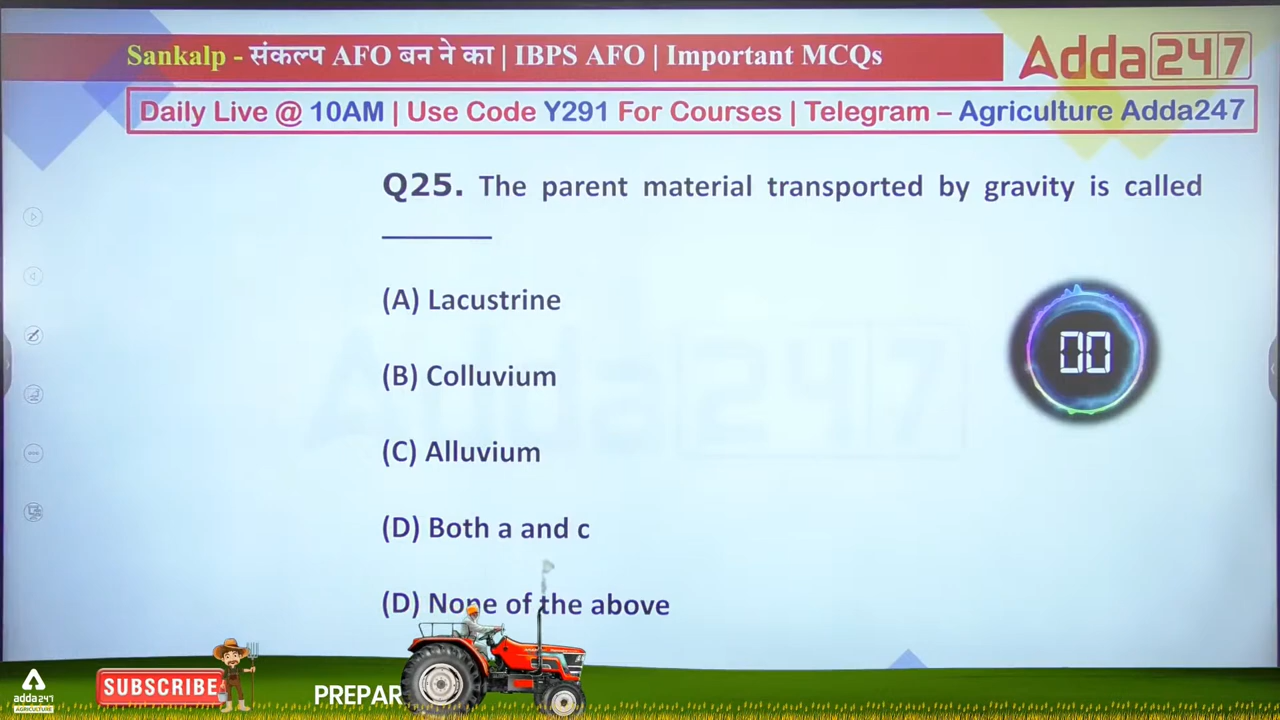 Sankalp - संकल्प AFO बन ने का | IBPS AFO | Important MCQs
Adda247
Daily Live @ 10AM | Use Code Y291 For Courses | Telegram – Agriculture Adda247
Q25. The parent material transported by gravity is called
________
(A) Lacustrine
00
(B) Colluvium
Adda247
(C) Alluvium
(D) Both a and c
(D) None of the above
adda247
AGRICULTURE
SUBSCRIBE
PREPAR